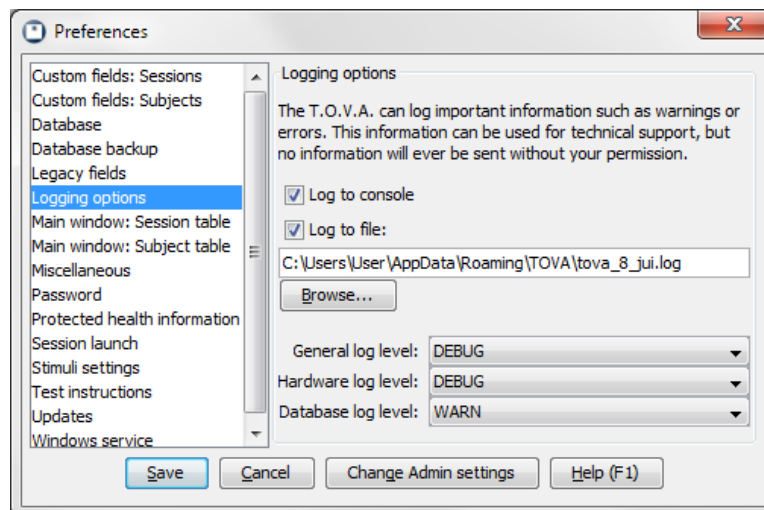 Preferences
X
Custom fields: Sessions
Custom fields: Subjects
Database
Database backup
Legacy fields
Logging options
Main window: Session table
Main window: Subject table
Miscellaneous
Password
Protected health information
Session launch
Stimuli settings
Test instructions
Updates
Windows service
Logging options
The T.O.V.A. can log important information such as warnings or
errors. This information can be used for technical support, but
no information will ever be sent without your permission.
Log to console
Log to file:
C:\Users\User\AppData\Roaming\TOVA\tova_8_jui.log
Browse...
General log level: DEBUG
Hardware log level: DEBUG
Database log level: WARN
Save Cancel Change Admin settings Help (F1)